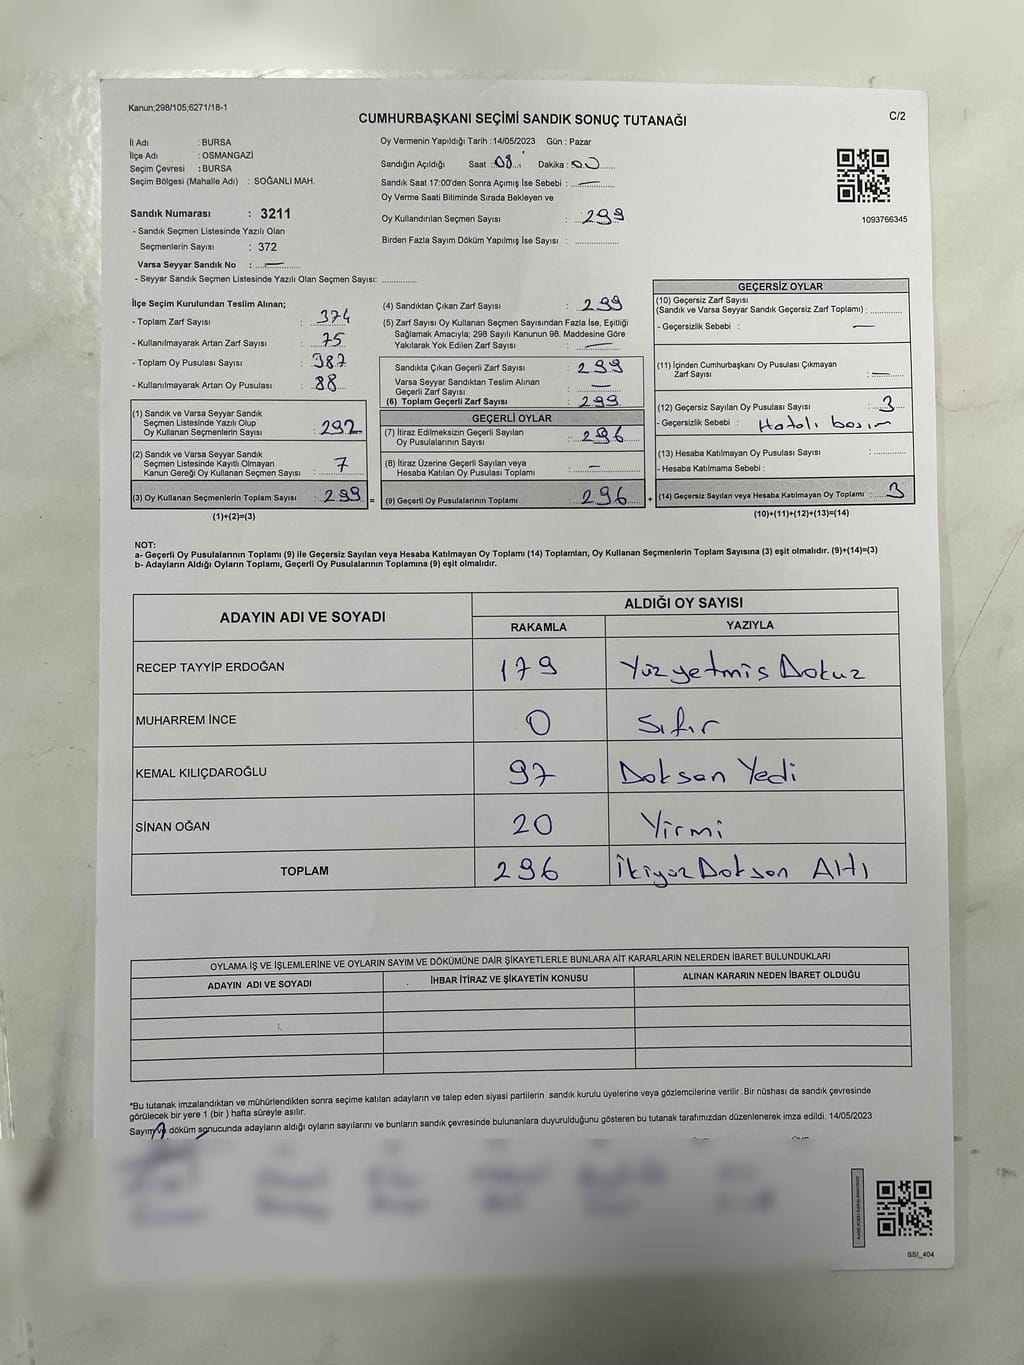 Kanun;298/105,6271/18-1
CUMHURBAŞKANI SEÇİMİ SANDIK SONUÇ TUTANAĞI
C/2
İl Adı : BURSA
İlçe Adı : OSMANGAZİ
Seçim Çevresi : BURSA
Seçim Bölgesi (Mahalle Adı) : SOĞANLI MAH.
Sandık Numarası : 3211
- Sandık Seçmen Listesinde Yazılı Olan
Seçmenlerin Sayısı : 372
Varsa Seyyar Sandık No : —
- Seyyar Sandık Seçmen Listesinde Yazılı Olan Seçmen Sayısı: ............
Oy Vermenin Yapıldığı Tarih : 14/05/2023 Gün : Pazar
Sandığın Açıldığı Saat : 08 Dakika : 00
Sandık Saat 17:00'den Sonra Açımış İse Sebebi : —
Oy Verme Saati Bitiminde Sırada Bekleyen ve
Oy Kullandırılan Seçmen Sayısı : 299
Birden Fazla Sayım Döküm Yapılmış İse Sayısı : ............
1093766345
İlçe Seçim Kurulundan Teslim Alınan;
- Toplam Zarf Sayısı : 374
- Kullanılmayarak Artan Zarf Sayısı : 75
- Toplam Oy Pusulası Sayısı : 387
- Kullanılmayarak Artan Oy Pusulası : 88
(1) Sandık ve Varsa Seyyar Sandık
Seçmen Listesinde Yazılı Olup
Oy Kullanan Seçmenlerin Sayısı : 292
(2) Sandık ve Varsa Seyyar Sandık
Seçmen Listesinde Kayıtlı Olmayan
Kanun Gereği Oy Kullanan Seçmen Sayısı : 7
(3) Oy Kullanan Seçmenlerin Toplam Sayısı : 299 =
(1)+(2)=(3)
(4) Sandıktan Çıkan Zarf Sayısı : 299
(5) Zarf Sayısı Oy Kullanan Seçmen Sayısından Fazla İse, Eşitliği
Sağlamak Amacıyla; 298 Sayılı Kanunun 98. Maddesine Göre
Yakılarak Yok Edilen Zarf Sayısı : —
Sandıkta Çıkan Geçerli Zarf Sayısı : 299
Varsa Seyyar Sandıktan Teslim Alınan
Geçerli Zarf Sayısı : —
(6) Toplam Geçerli Zarf Sayısı : 299
GEÇERLİ OYLAR
(7) İtiraz Edilmeksizin Geçerli Sayılan
Oy Pusulalarının Sayısı : 296
(8) İtiraz Üzerine Geçerli Sayılan veya
Hesaba Katılan Oy Pusulası Toplamı : —
(9) Geçerli Oy Pusulalarının Toplamı : 296 +
GEÇERSİZ OYLAR
(10) Geçersiz Zarf Sayısı
(Sandık ve Varsa Seyyar Sandık Geçersiz Zarf Toplamı) : ............
- Geçersizlik Sebebi : —
(11) İçinden Cumhurbaşkanı Oy Pusulası Çıkmayan
Zarf Sayısı : —
(12) Geçersiz Sayılan Oy Pusulası Sayısı : 3
- Geçersizlik Sebebi : Hatalı basım
(13) Hesaba Katılmayan Oy Pusulası Sayısı : ............
- Hesaba Katılmama Sebebi :
(14) Geçersiz Sayılan veya Hesaba Katılmayan Oy Toplamı : 3
(10)+(11)+(12)+(13)=(14)
NOT:
a- Geçerli Oy Pusulalarının Toplamı (9) ile Geçersiz Sayılan veya Hesaba Katılmayan Oy Toplamı (14) Toplamları, Oy Kullanan Seçmenlerin Toplam Sayısına (3) eşit olmalıdır. (9)+(14)=(3)
b- Adayların Aldığı Oyların Toplamı, Geçerli Oy Pusulalarının Toplamına (9) eşit olmalıdır.
ADAYIN ADI VE SOYADI
ALDIĞI OY SAYISI
RAKAMLA YAZIYLA
RECEP TAYYİP ERDOĞAN 179 Yüzyetmiş Dokuz
MUHARREM İNCE 0 Sıfır
KEMAL KILIÇDAROĞLU 97 Doksan Yedi
SİNAN OĞAN 20 Yirmi
TOPLAM 296 İkiyüz Doksan Altı
OYLAMA İŞ VE İŞLEMLERİNE VE OYLARIN SAYIM VE DÖKÜMÜNE DAİR ŞİKAYETLERLE BUNLARA AİT KARARLARIN NELERDEN İBARET BULUNDUKLARI
ADAYIN ADI VE SOYADI İHBAR İTİRAZ VE ŞİKAYETİN KONUSU ALINAN KARARIN NEDEN İBARET OLDUĞU
*Bu tutanak imzalandıktan ve mühürlendikten sonra seçime katılan adayların ve talep eden siyasi partilerin sandık kurulu üyelerine veya gözlemcilerine verilir .Bir nüshası da sandık çevresinde
görülecek bir yere 1 (bir ) hafta süreyle asılır.
Sayım ve döküm sonucunda adayların aldığı oyların sayılarını ve bunların sandık çevresinde bulunanlara duyurulduğunu gösteren bu tutanak tarafımızdan düzenlenerek imza edildi. 14/05/2023
SSI_404